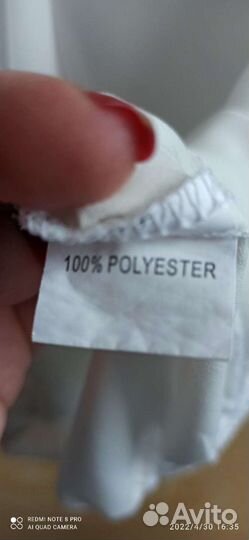 100% POLYESTER
REDMI NOTE 8 PRO
AI QUAD CAMERA
2022/4/30 16:35
Avito